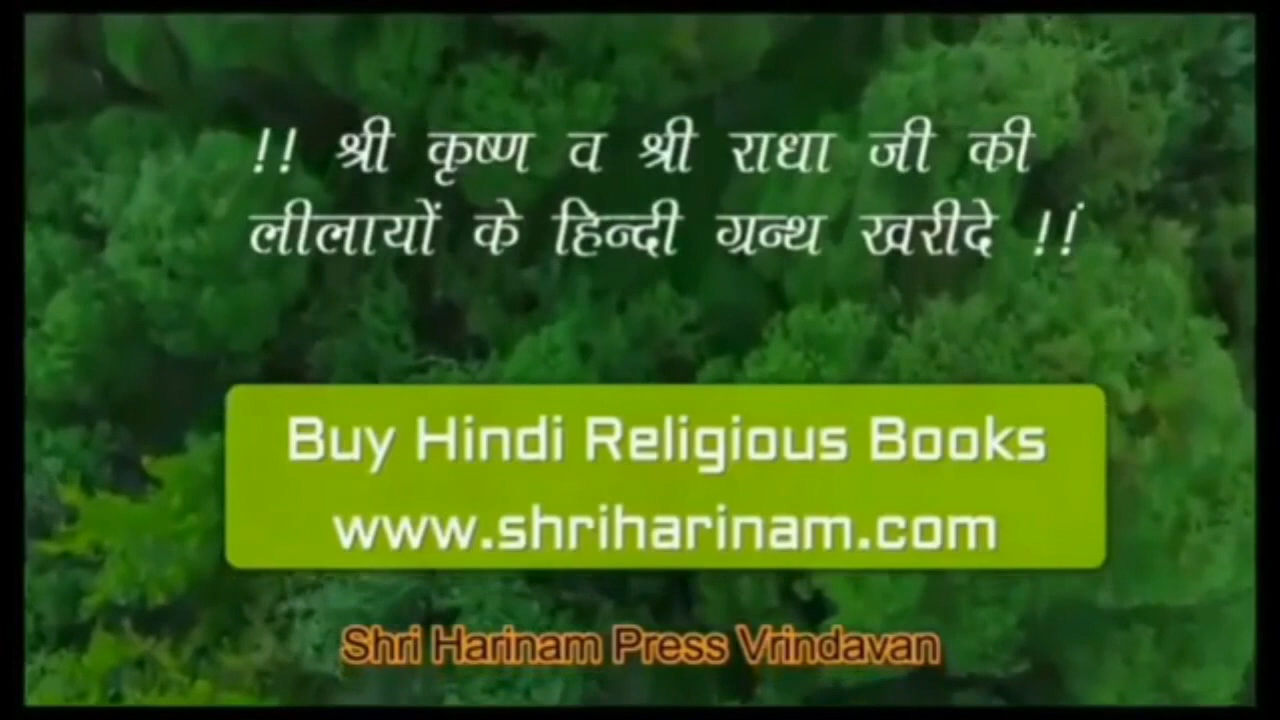 !! श्री कृष्ण व श्री राधा जी की
लीलायों के हिन्दी ग्रन्थ खरीदे !!ं
Buy Hindi Religious Books
www.shriharinam.com
Shri Harinam Press Vrindavan